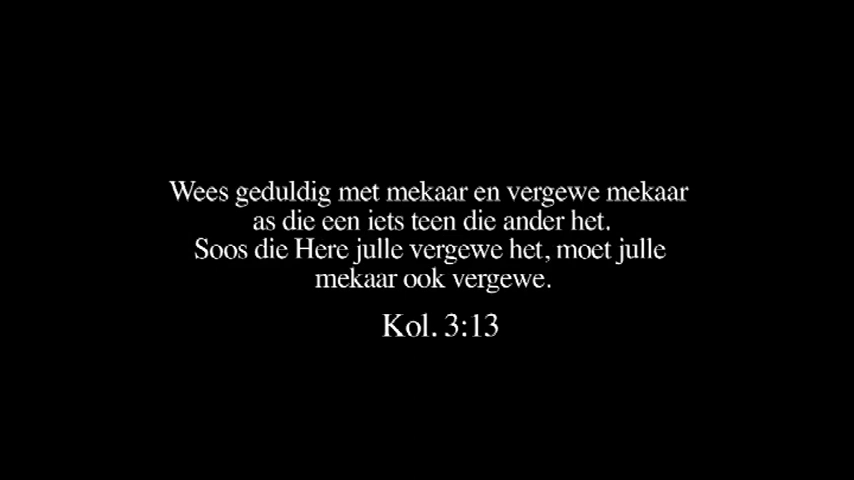 Wees geduldig met mekaar en vergewe mekaar
as die een iets teen die ander het.
Soos die Here julle vergewe het, moet julle
mekaar ook vergewe.
Kol. 3:13